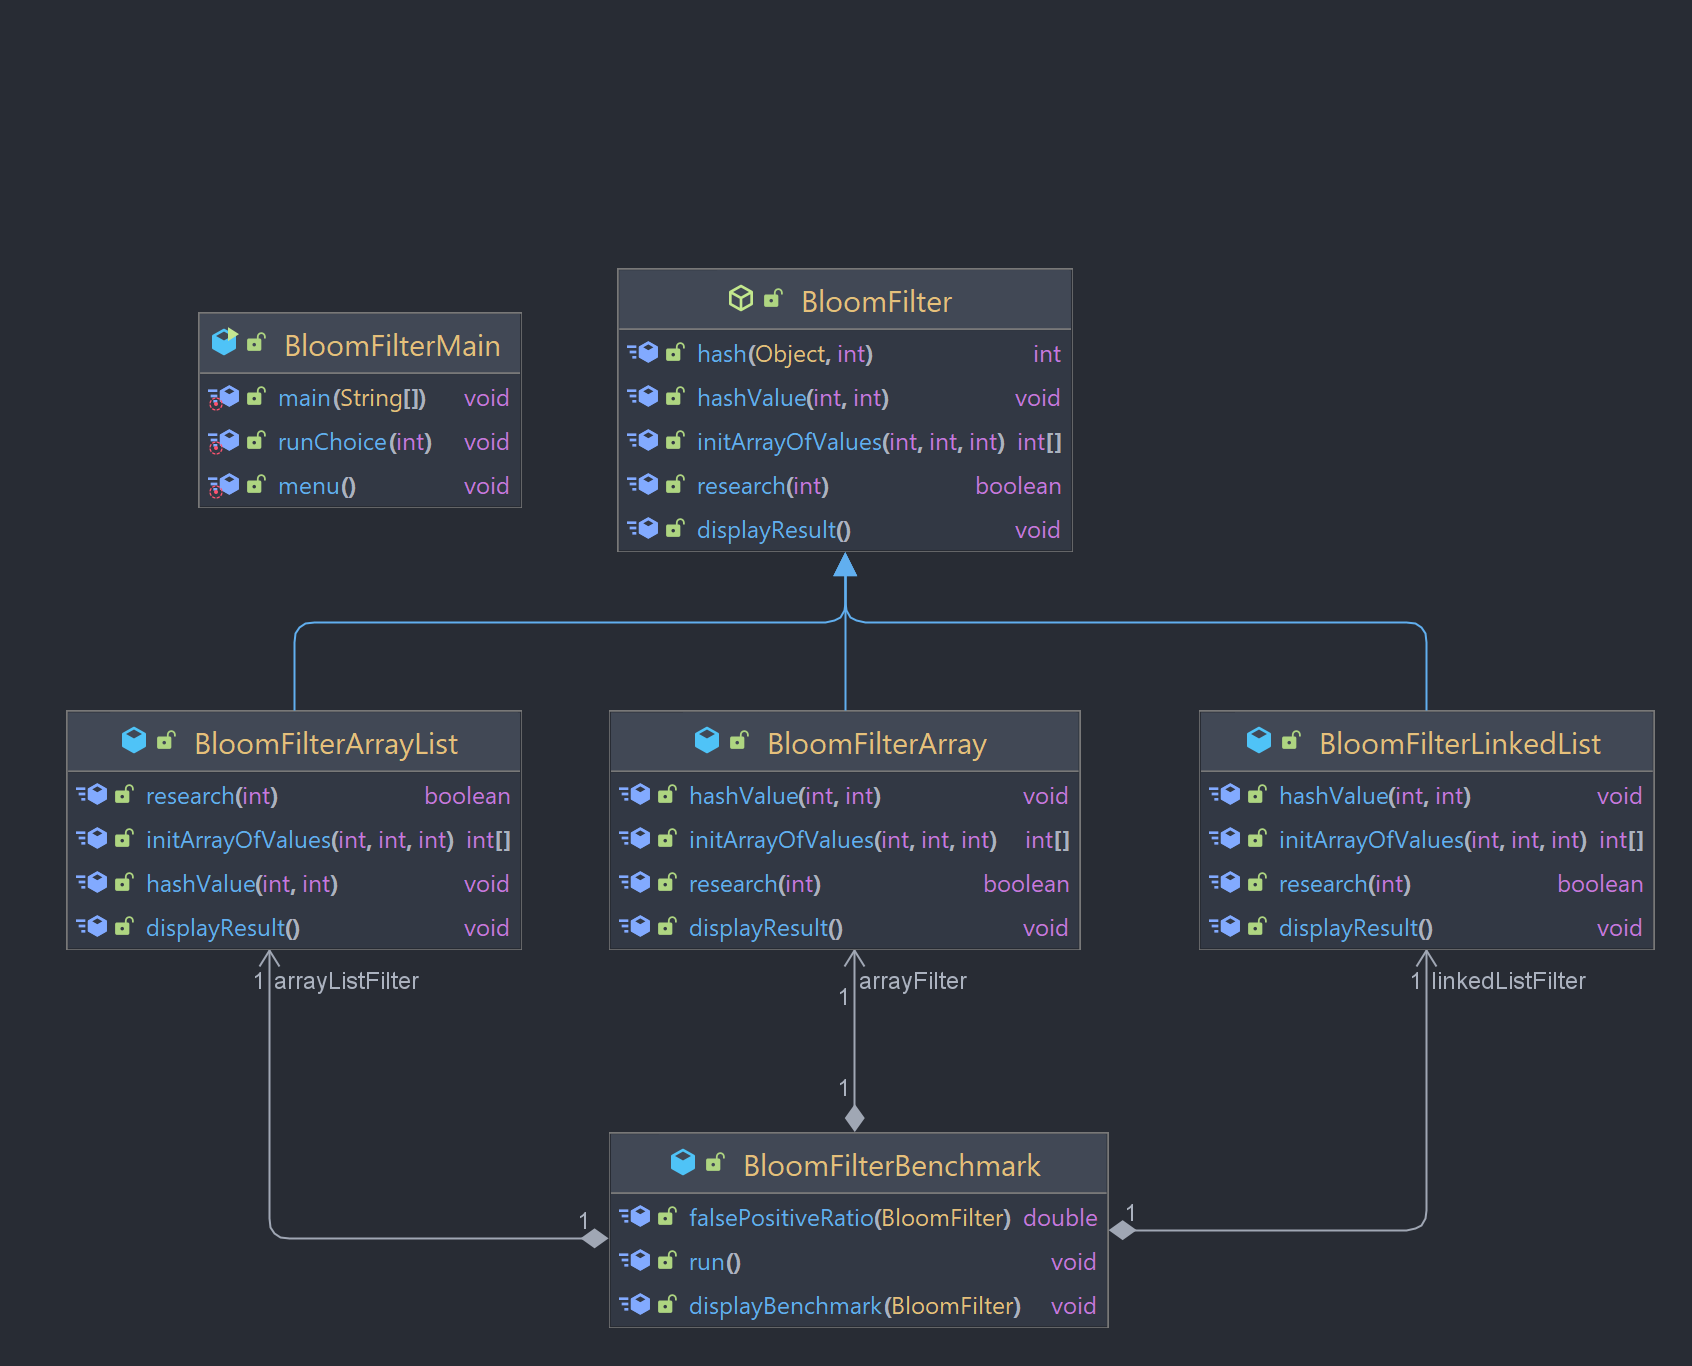 BloomFilter
hash(Object, int) int
hashValue(int, int) void
initArrayOfValues(int, int, int) int[]
research(int) boolean
displayResult() void
BloomFilterMain
main(String[]) void
runChoice(int) void
menu() void
BloomFilterArrayList
research(int) boolean
initArrayOfValues(int, int, int) int[]
hashValue(int, int) void
displayResult() void
BloomFilterArray
hashValue(int, int) void
initArrayOfValues(int, int, int) int[]
research(int) boolean
displayResult() void
BloomFilterLinkedList
hashValue(int, int) void
initArrayOfValues(int, int, int) int[]
research(int) boolean
displayResult() void
1 arrayListFilter
arrayFilter
1
1 linkedListFilter
1
1
1
BloomFilterBenchmark
falsePositiveRatio(BloomFilter) double
run() void
displayBenchmark(BloomFilter) void